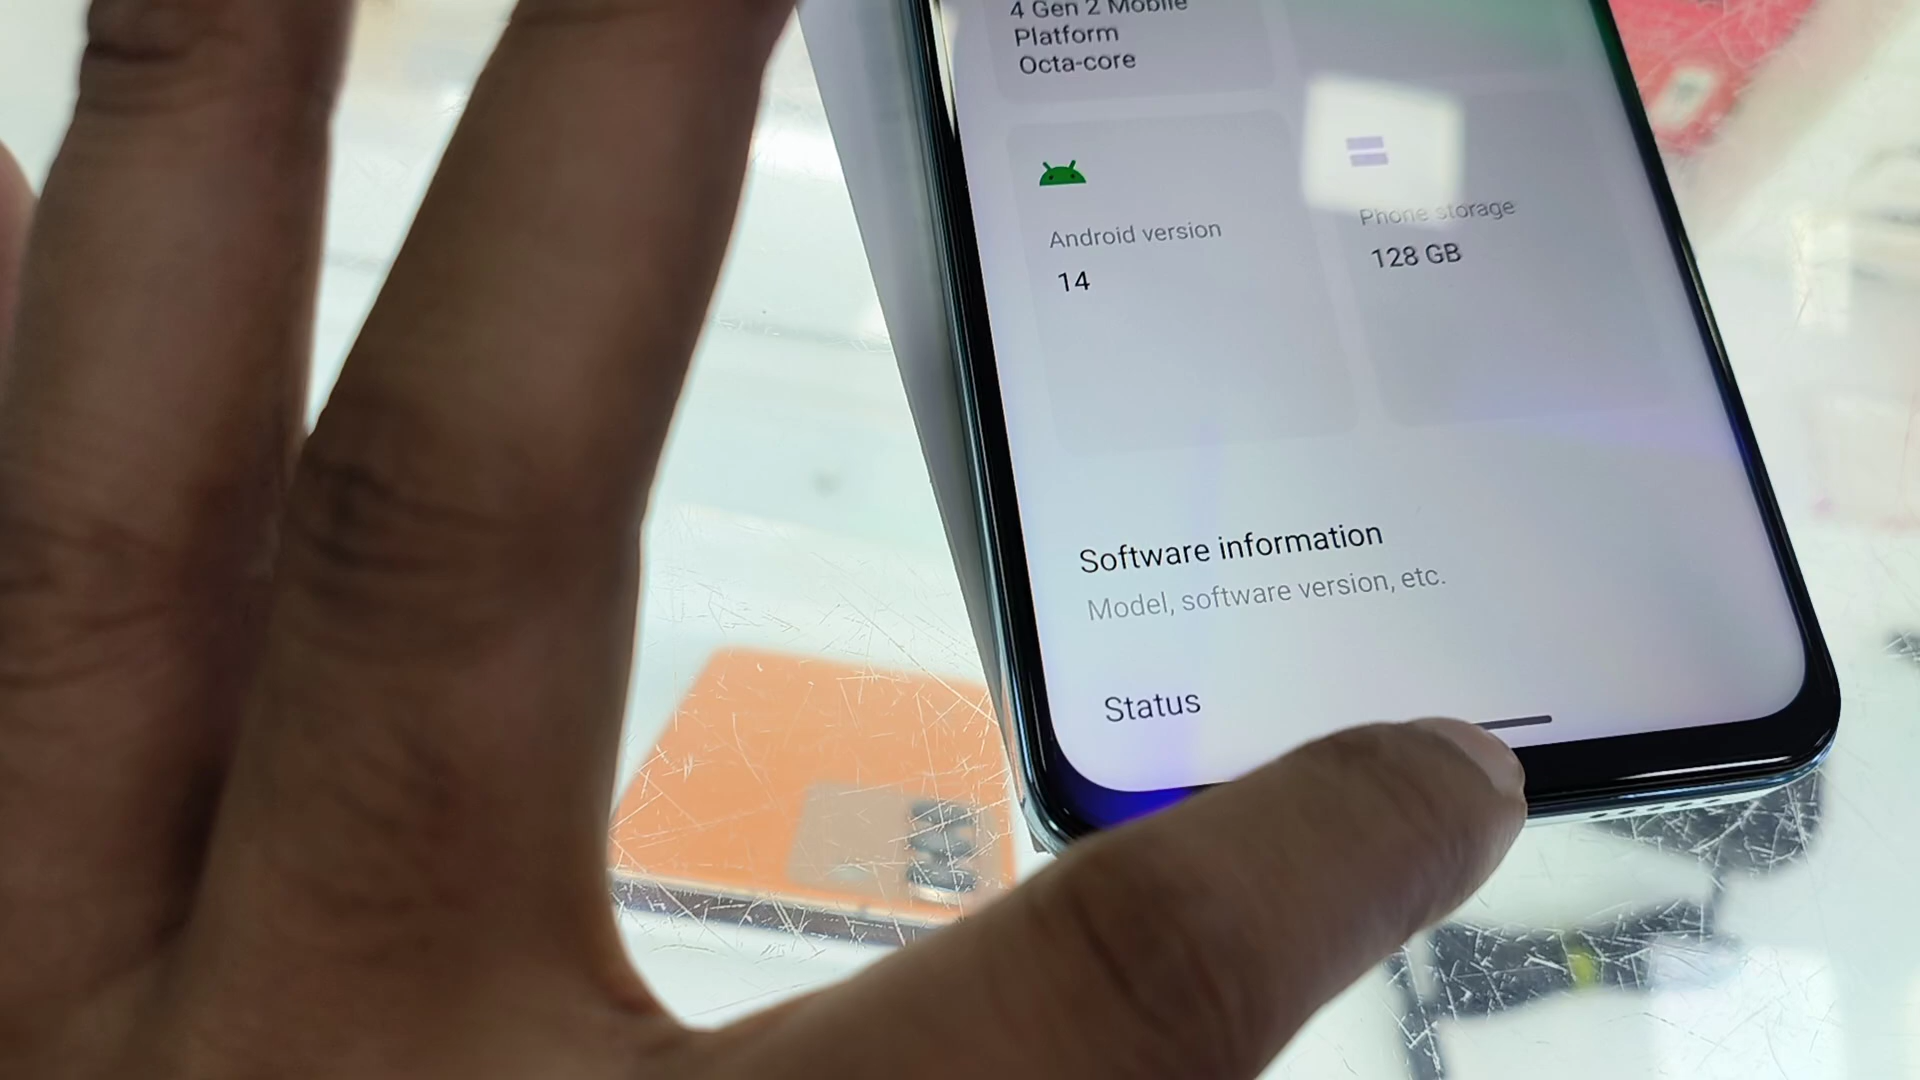 4 Gen 2 Mobile
Platform
Octa-core
Android version
14
Phone storage
128 GB
Software information
Model, software version, etc.
Status